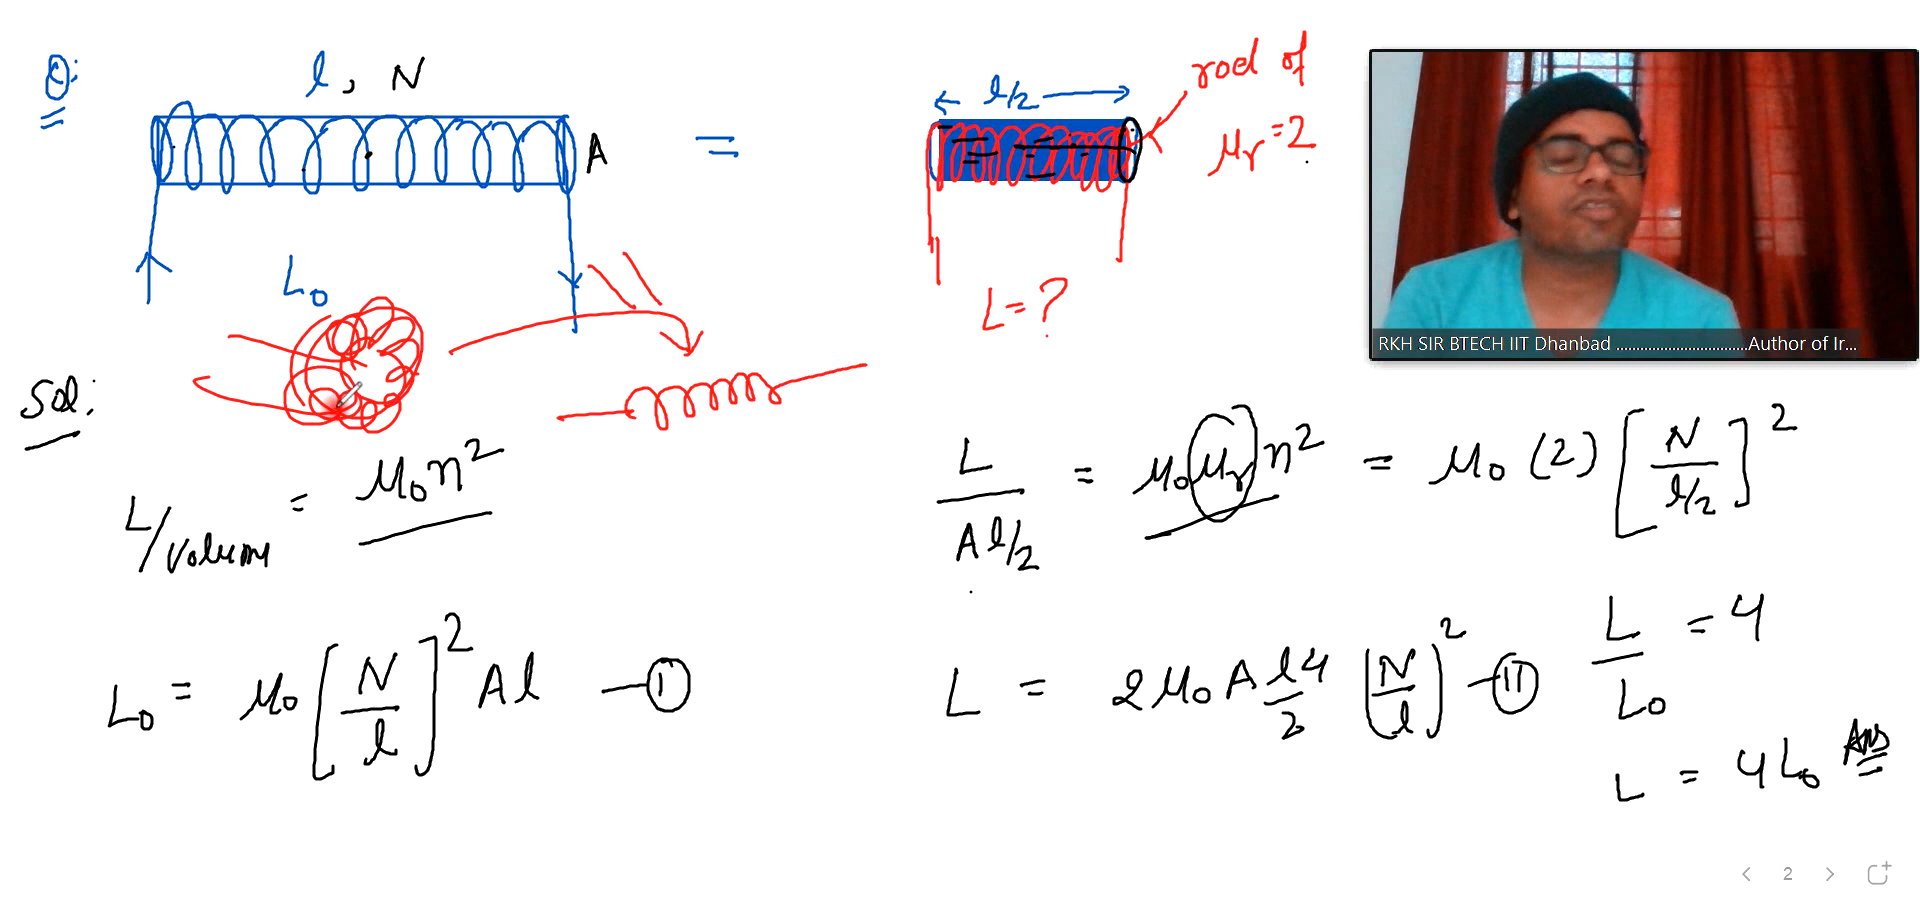 Q:
l, N
A
=
L₀
l/2
rod of
μr = 2
L = ?
RKH SIR BTECH IIT Dhanbad ................................Author of Ir...
Sol:
L/volume = μ₀n²
L₀ = μ₀ [N/l]² Al —①
L/(Al/2) = μ₀μr n² = μ₀ (2) [N/(l/2)]²
L = 2μ₀ A l4/2 (N/l)² —Ⅱ
L/L₀ = 4
L = 4L₀ Ans
2